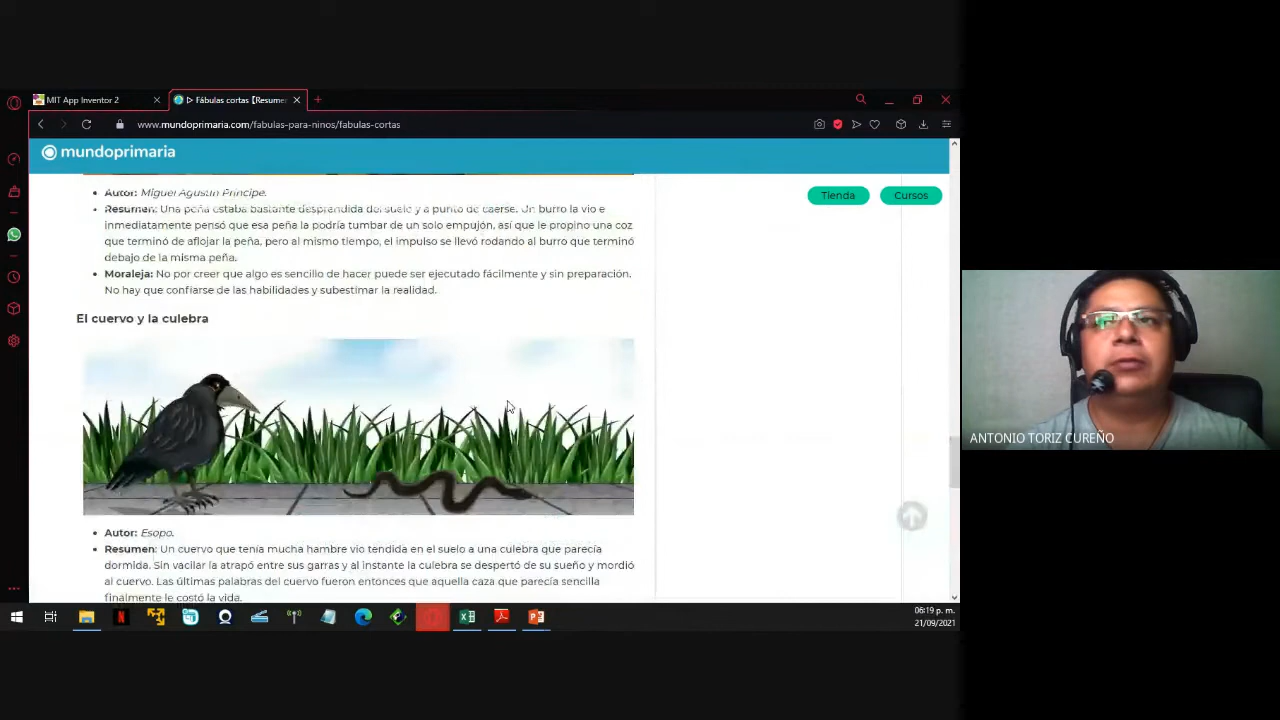 MIT App Inventor 2
▷ Fábulas cortas【Resume
www.mundoprimaria.com/fabulas-para-ninos/fabulas-cortas
mundoprimaria
Tienda
Cursos
• Autor: Miguel Agustín Príncipe.
• Resumen: Una peña estaba bastante desprendida del suelo y a punto de caerse. Un burro la vio e
inmediatamente pensó que esa peña la podría tumbar de un solo empujón, así que le propino una coz
que terminó de aflojar la peña, pero al mismo tiempo, el impulso se llevó rodando al burro que terminó
debajo de la misma peña.
• Moraleja: No por creer que algo es sencillo de hacer puede ser ejecutado fácilmente y sin preparación.
No hay que confiarse de las habilidades y subestimar la realidad.
El cuervo y la culebra
• Autor: Esopo.
• Resumen: Un cuervo que tenía mucha hambre vio tendida en el suelo a una culebra que parecía
dormida. Sin vacilar la atrapó entre sus garras y al instante la culebra se despertó de su sueño y mordió
al cuervo. Las últimas palabras del cuervo fueron entonces que aquella caza que parecía sencilla
finalmente le costó la vida.
ANTONIO TORIZ CUREÑO
06:19 p. m.
21/09/2021